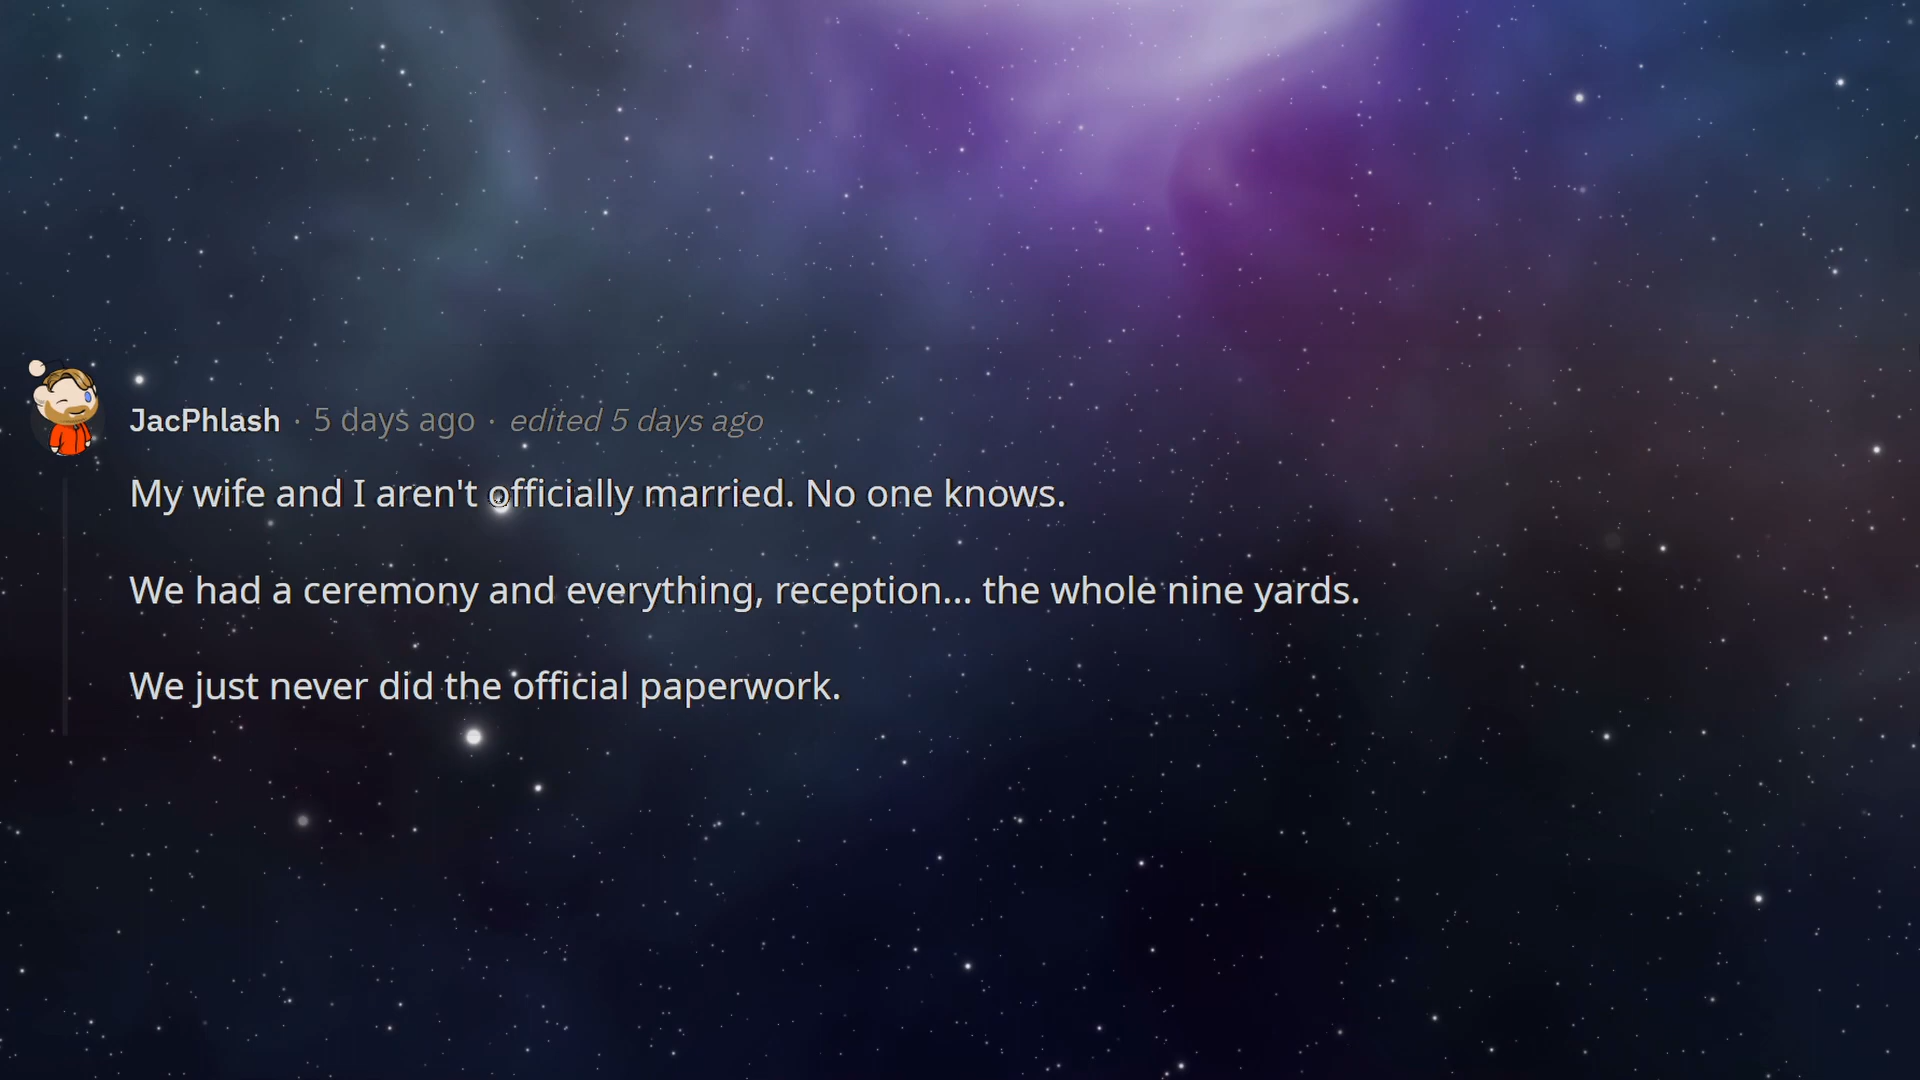 JacPhlash · 5 days ago · edited 5 days ago
My wife and I aren't officially married. No one knows.
We had a ceremony and everything, reception... the whole nine yards.
We just never did the official paperwork.